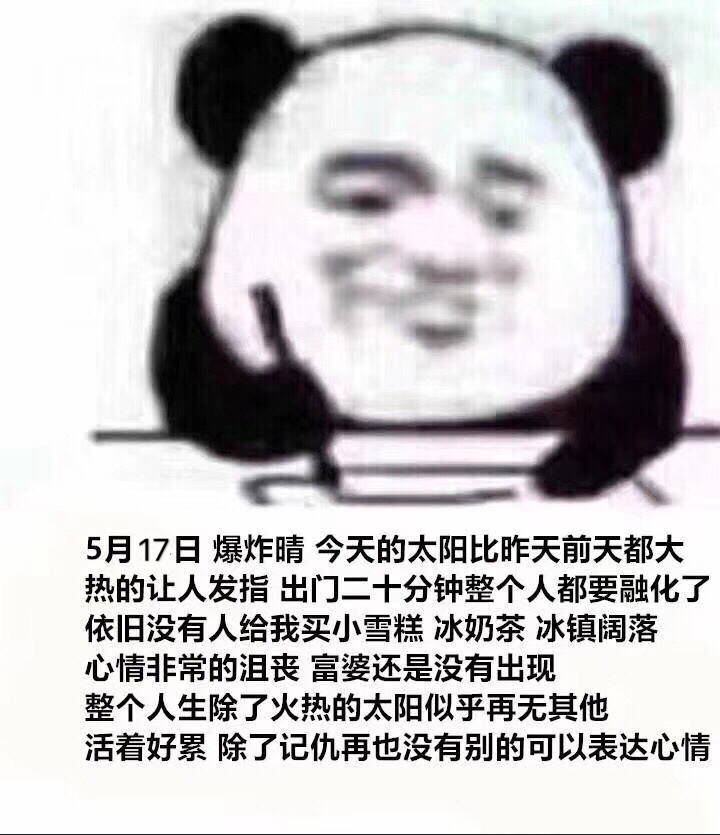 5月17日 爆炸晴 今天的太阳比昨天前天都大
热的让人发指 出门二十分钟整个人都要融化了
依旧没有人给我买小雪糕 冰奶茶 冰镇阔落
心情非常的沮丧 富婆还是没有出现
整个人生除了火热的太阳似乎再无其他
活着好累 除了记仇再也没有别的可以表达心情